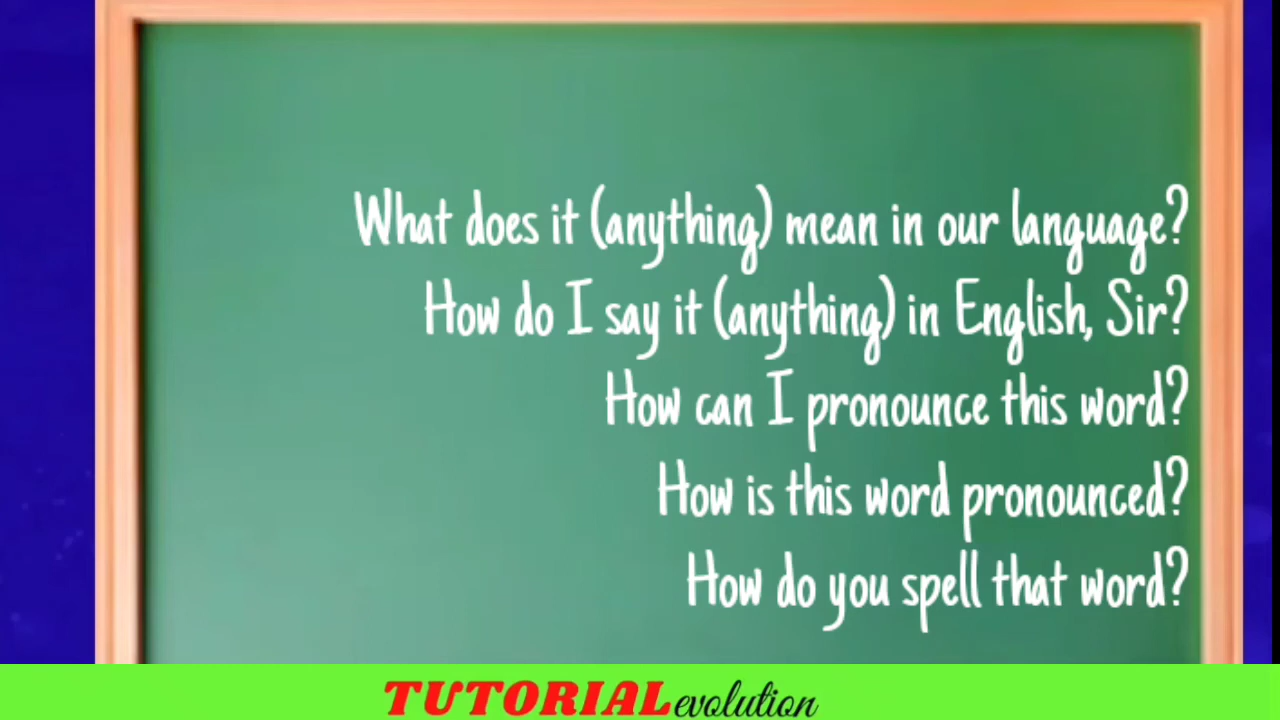 What does it (anything) mean in our language?
How do I say it (anything) in English, Sir?
How can I pronounce this word?
How is this word pronounced?
How do you spell that word?
TUTORIAL evolution